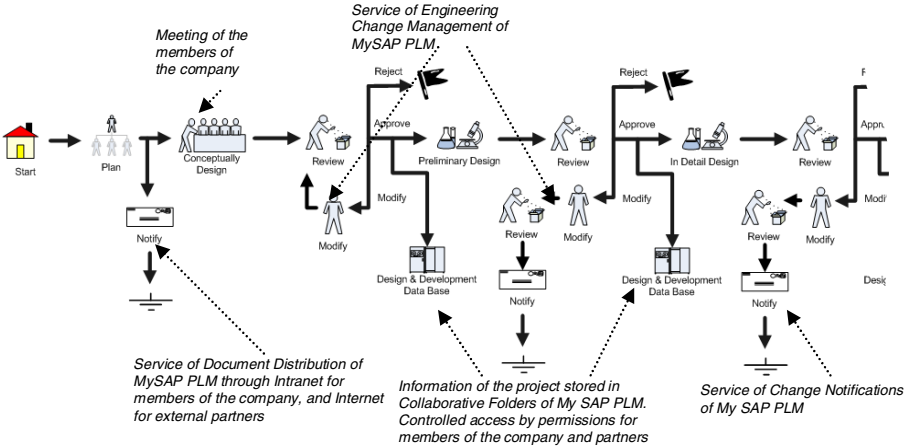 Service of Engineering
Change Management of
MySAP PLM
Meeting of the
members of
the company
Reject
Reject
Approve
Approve
Start
Plan
Conceptually
Design
Review
Preliminary Design
Review
In Detail Design
Review
Modify
Modify
Modify
Review
Modify
Review
Modify
Notify
Design & Development
Data Base
Design & Development
Data Base
Notify
Notify
Service of Document Distribution of
MySAP PLM through Intranet for
members of the company, and Internet
for external partners
Information of the project stored in
Collaborative Folders of My SAP PLM.
Controlled access by permissions for
members of the company and partners
Service of Change Notifications
of My SAP PLM